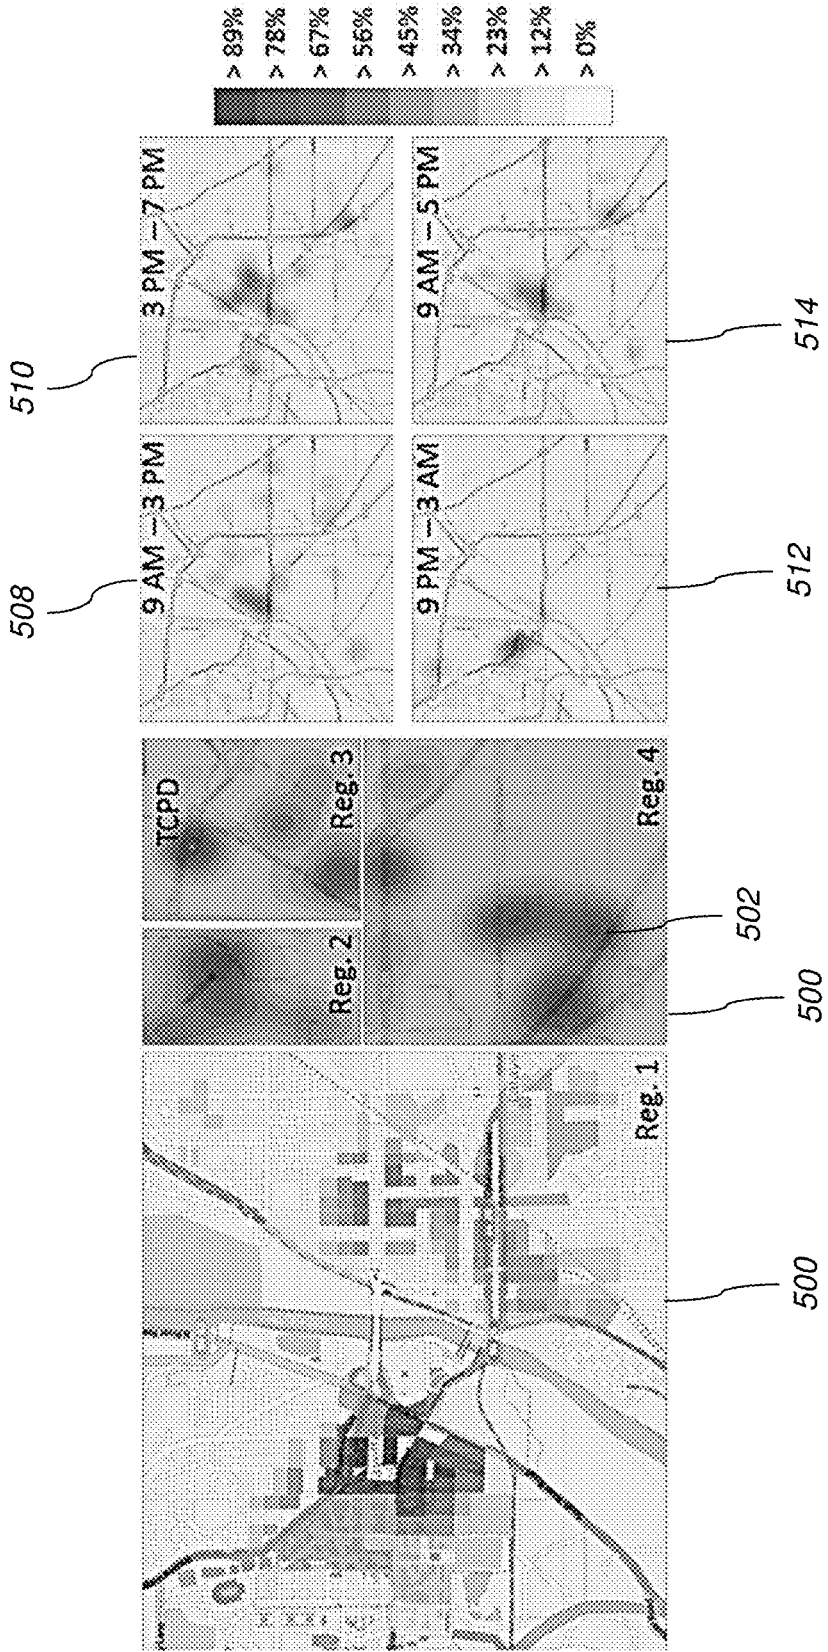 Reg. 1
500
Reg. 2
TCPD
Reg. 3
Reg. 4
500
502
508
9 AM – 3 PM
510
3 PM – 7 PM
9 PM – 3 AM
512
9 AM – 5 PM
514
> 89%
> 78%
> 67%
> 56%
> 45%
> 34%
> 23%
> 12%
> 0%